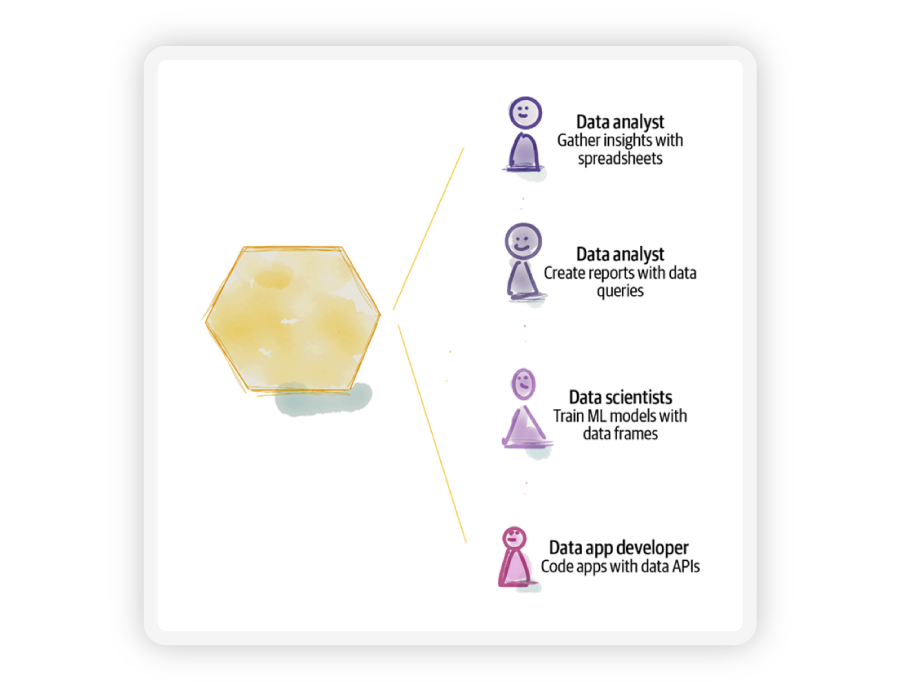 Data analyst
Gather insights with
spreadsheets
Data analyst
Create reports with data
queries
Data scientists
Train ML models with
data frames
Data app developer
Code apps with data APIs